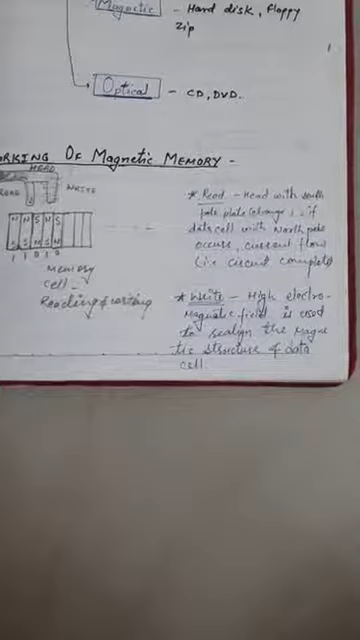 Magnetic - Hard disk, Floppy
Zip
Optical - CD, DVD.
ORKING OF Magnetic MEMORY -
HEAD
READ WRITE
N N S N S
S S N S N
1 1 0 1 0
Memory
cell -
Reading & writing
* Read - Head with south
pole plate if
data cell with North pole
occurs, current flow
(i.e circuit complete
* Write - High electro-
Magnetic field is used
to realign the Magne
tic structure of data
cell.